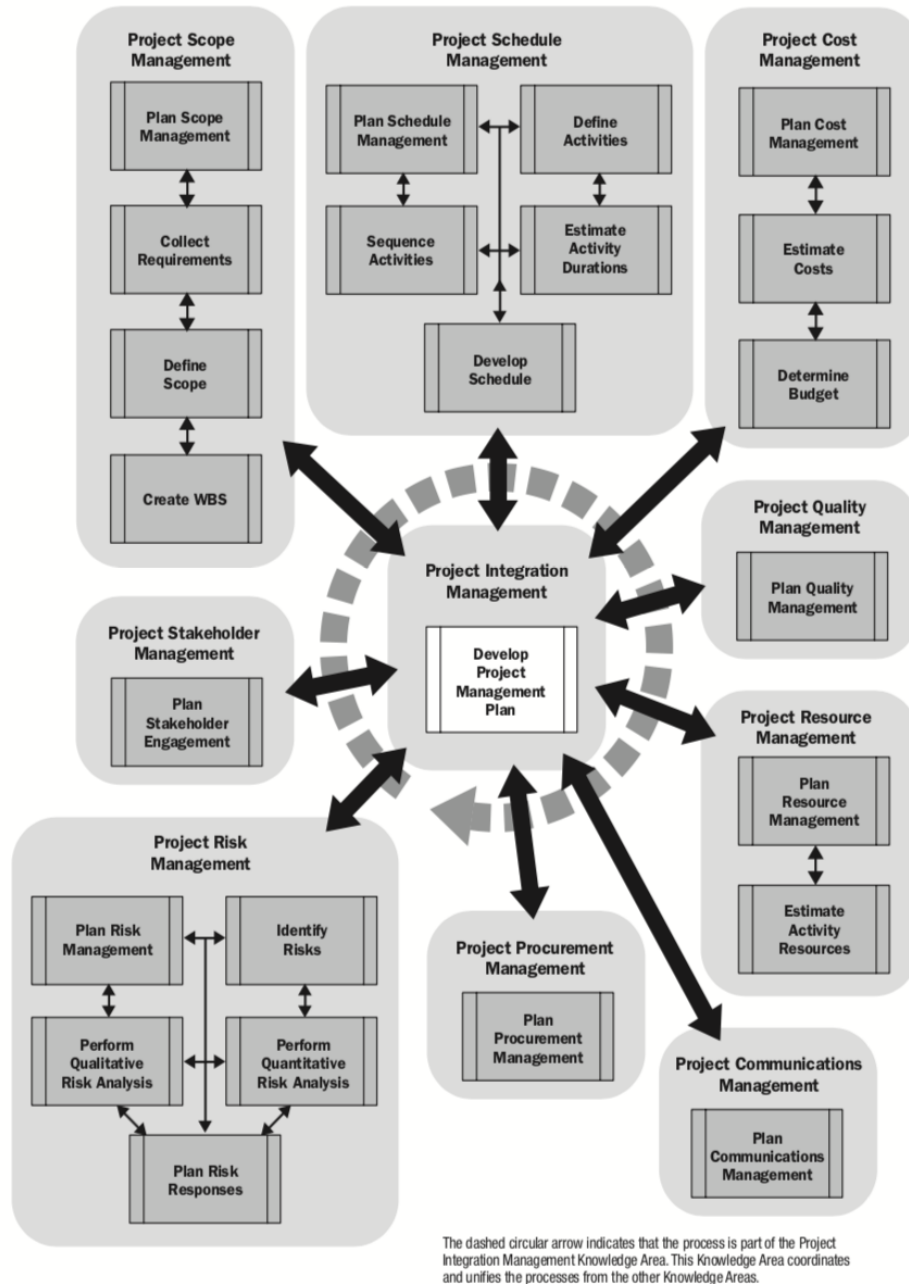 Project Scope
Management
Plan Scope
Management
Collect
Requirements
Define
Scope
Create WBS
Project Schedule
Management
Plan Schedule
Management
Define
Activities
Sequence
Activities
Estimate
Activity
Durations
Develop
Schedule
Project Cost
Management
Plan Cost
Management
Estimate
Costs
Determine
Budget
Project Quality
Management
Plan Quality
Management
Project Integration
Management
Develop
Project
Management
Plan
Project Stakeholder
Management
Plan
Stakeholder
Engagement
Project Resource
Management
Plan
Resource
Management
Estimate
Activity
Resources
Project Risk
Management
Plan Risk
Management
Identify
Risks
Perform
Qualitative
Risk Analysis
Perform
Quantitative
Risk Analysis
Plan Risk
Responses
Project Procurement
Management
Plan
Procurement
Management
Project Communications
Management
Plan
Communications
Management
The dashed circular arrow indicates that the process is part of the Project
Integration Management Knowledge Area. This Knowledge Area coordinates
and unifies the processes from the other Knowledge Areas.